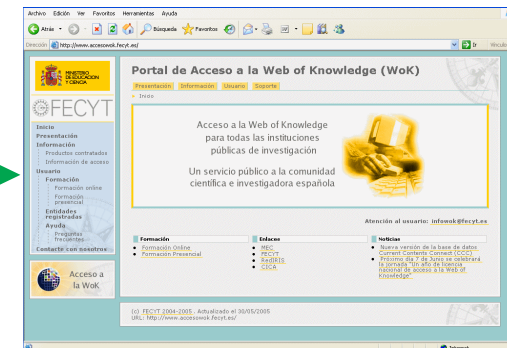 Archivo Edición Ver Favoritos Herramientas Ayuda
Atrás Búsqueda Favoritos
Dirección http://www.accesowok.fecyt.es/ Ir Vínculos
MINISTERIO
DE EDUCACIÓN
Y CIENCIA
FECYT
Inicio
Presentación
Información
Productos contratados
Información de acceso
Usuario
Formación
Formación online
Formación
presencial
Entidades
registradas
Ayuda
Preguntas
frecuentes
Contacte con nosotros
Acceso a
la WoK
Portal de Acceso a la Web of Knowledge (WoK)
Presentación Información Usuario Soporte
Inicio
Acceso a la Web of Knowledge
para todas las instituciones
públicas de investigación
Un servicio público a la comunidad
científica e investigadora española
Atención al usuario: infowok@fecyt.es
Formación
Formación Online
Formación Presencial
Enlaces
MEC
FECYT
RedIRIS
CICA
Noticias
Nueva versión de la base de datos
Current Contents Connect (CCC)
Próximo día 7 de Junio se celebrará
la jornada "Un año de licencia
nacional de acceso a la Web of
Knowledge"
(c) FECYT 2004-2005 . Actualizado el 30/05/2005
URL: http://www.accesowok.fecyt.es/
Internet